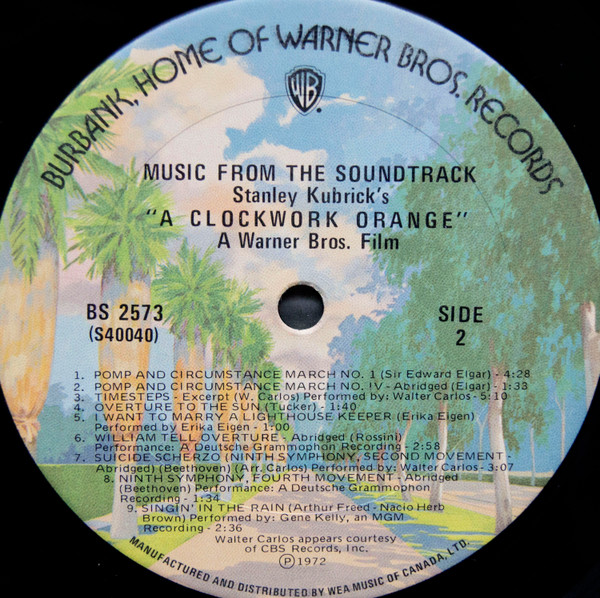 BURBANK, HOME OF WARNER BROS. RECORDS
WB
MUSIC FROM THE SOUNDTRACK
Stanley Kubrick's
"A CLOCKWORK ORANGE"
A Warner Bros. Film
BS 2573
(S40040)
SIDE
2
1. POMP AND CIRCUMSTANCE MARCH NO. 1 (Sir Edward Elgar) - 4:28
2. POMP AND CIRCUMSTANCE MARCH NO. IV - Abridged (Elgar) - 1:33
3. TIMESTEPS - Excerpt (W. Carlos) Performed by: Walter Carlos - 5:10
4. OVERTURE TO THE SUN (Tucker) - 1:40
5. I WANT TO MARRY A LIGHTHOUSE KEEPER (Erika Eigen)
Performed by Erika Eigen - 1:00
6. WILLIAM TELL OVERTURE - Abridged (Rossini)
Performance: A Deutsche Grammophon Recording - 2:58
7. SUICIDE SCHERZO (NINTH SYMPHONY, SECOND MOVEMENT -
Abridged) (Beethoven) (Arr. Carlos) Performed by: Walter Carlos - 3:07
8. NINTH SYMPHONY, FOURTH MOVEMENT - Abridged
(Beethoven) Performance: A Deutsche Grammophon
Recording - 1:34
9. SINGIN' IN THE RAIN (Arthur Freed - Nacio Herb
Brown) Performed by: Gene Kelly, an MGM
Recording - 2:36
Walter Carlos appears courtesy
of CBS Records, Inc.
℗1972
MANUFACTURED AND DISTRIBUTED BY WEA MUSIC OF CANADA, LTD.